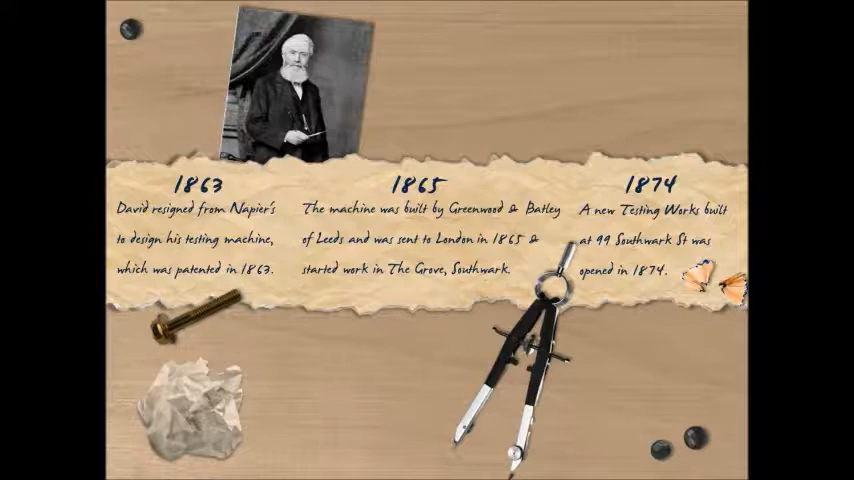 1863
David resigned from Napier's
to design his testing machine,
which was patented in 1863.
1865
The machine was built by Greenwood & Batley
of Leeds and was sent to London in 1865 &
started work in The Grove, Southwark.
1874
A new Testing Works built
at 99 Southwark St was
opened in 1874.